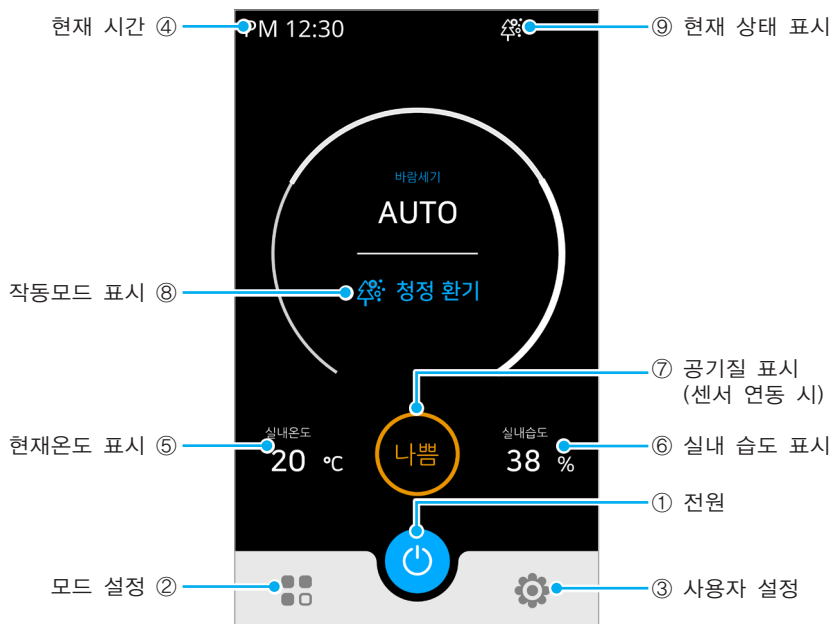 현재 시간 ④
PM 12:30
⑨ 현재 상태 표시
바람세기
AUTO
작동모드 표시 ⑧
청정 환기
⑦ 공기질 표시
(센서 연동 시)
현재온도 표시 ⑤
실내온도
20 ℃
나쁨
실내습도
38 %
⑥ 실내 습도 표시
① 전원
모드 설정 ②
③ 사용자 설정